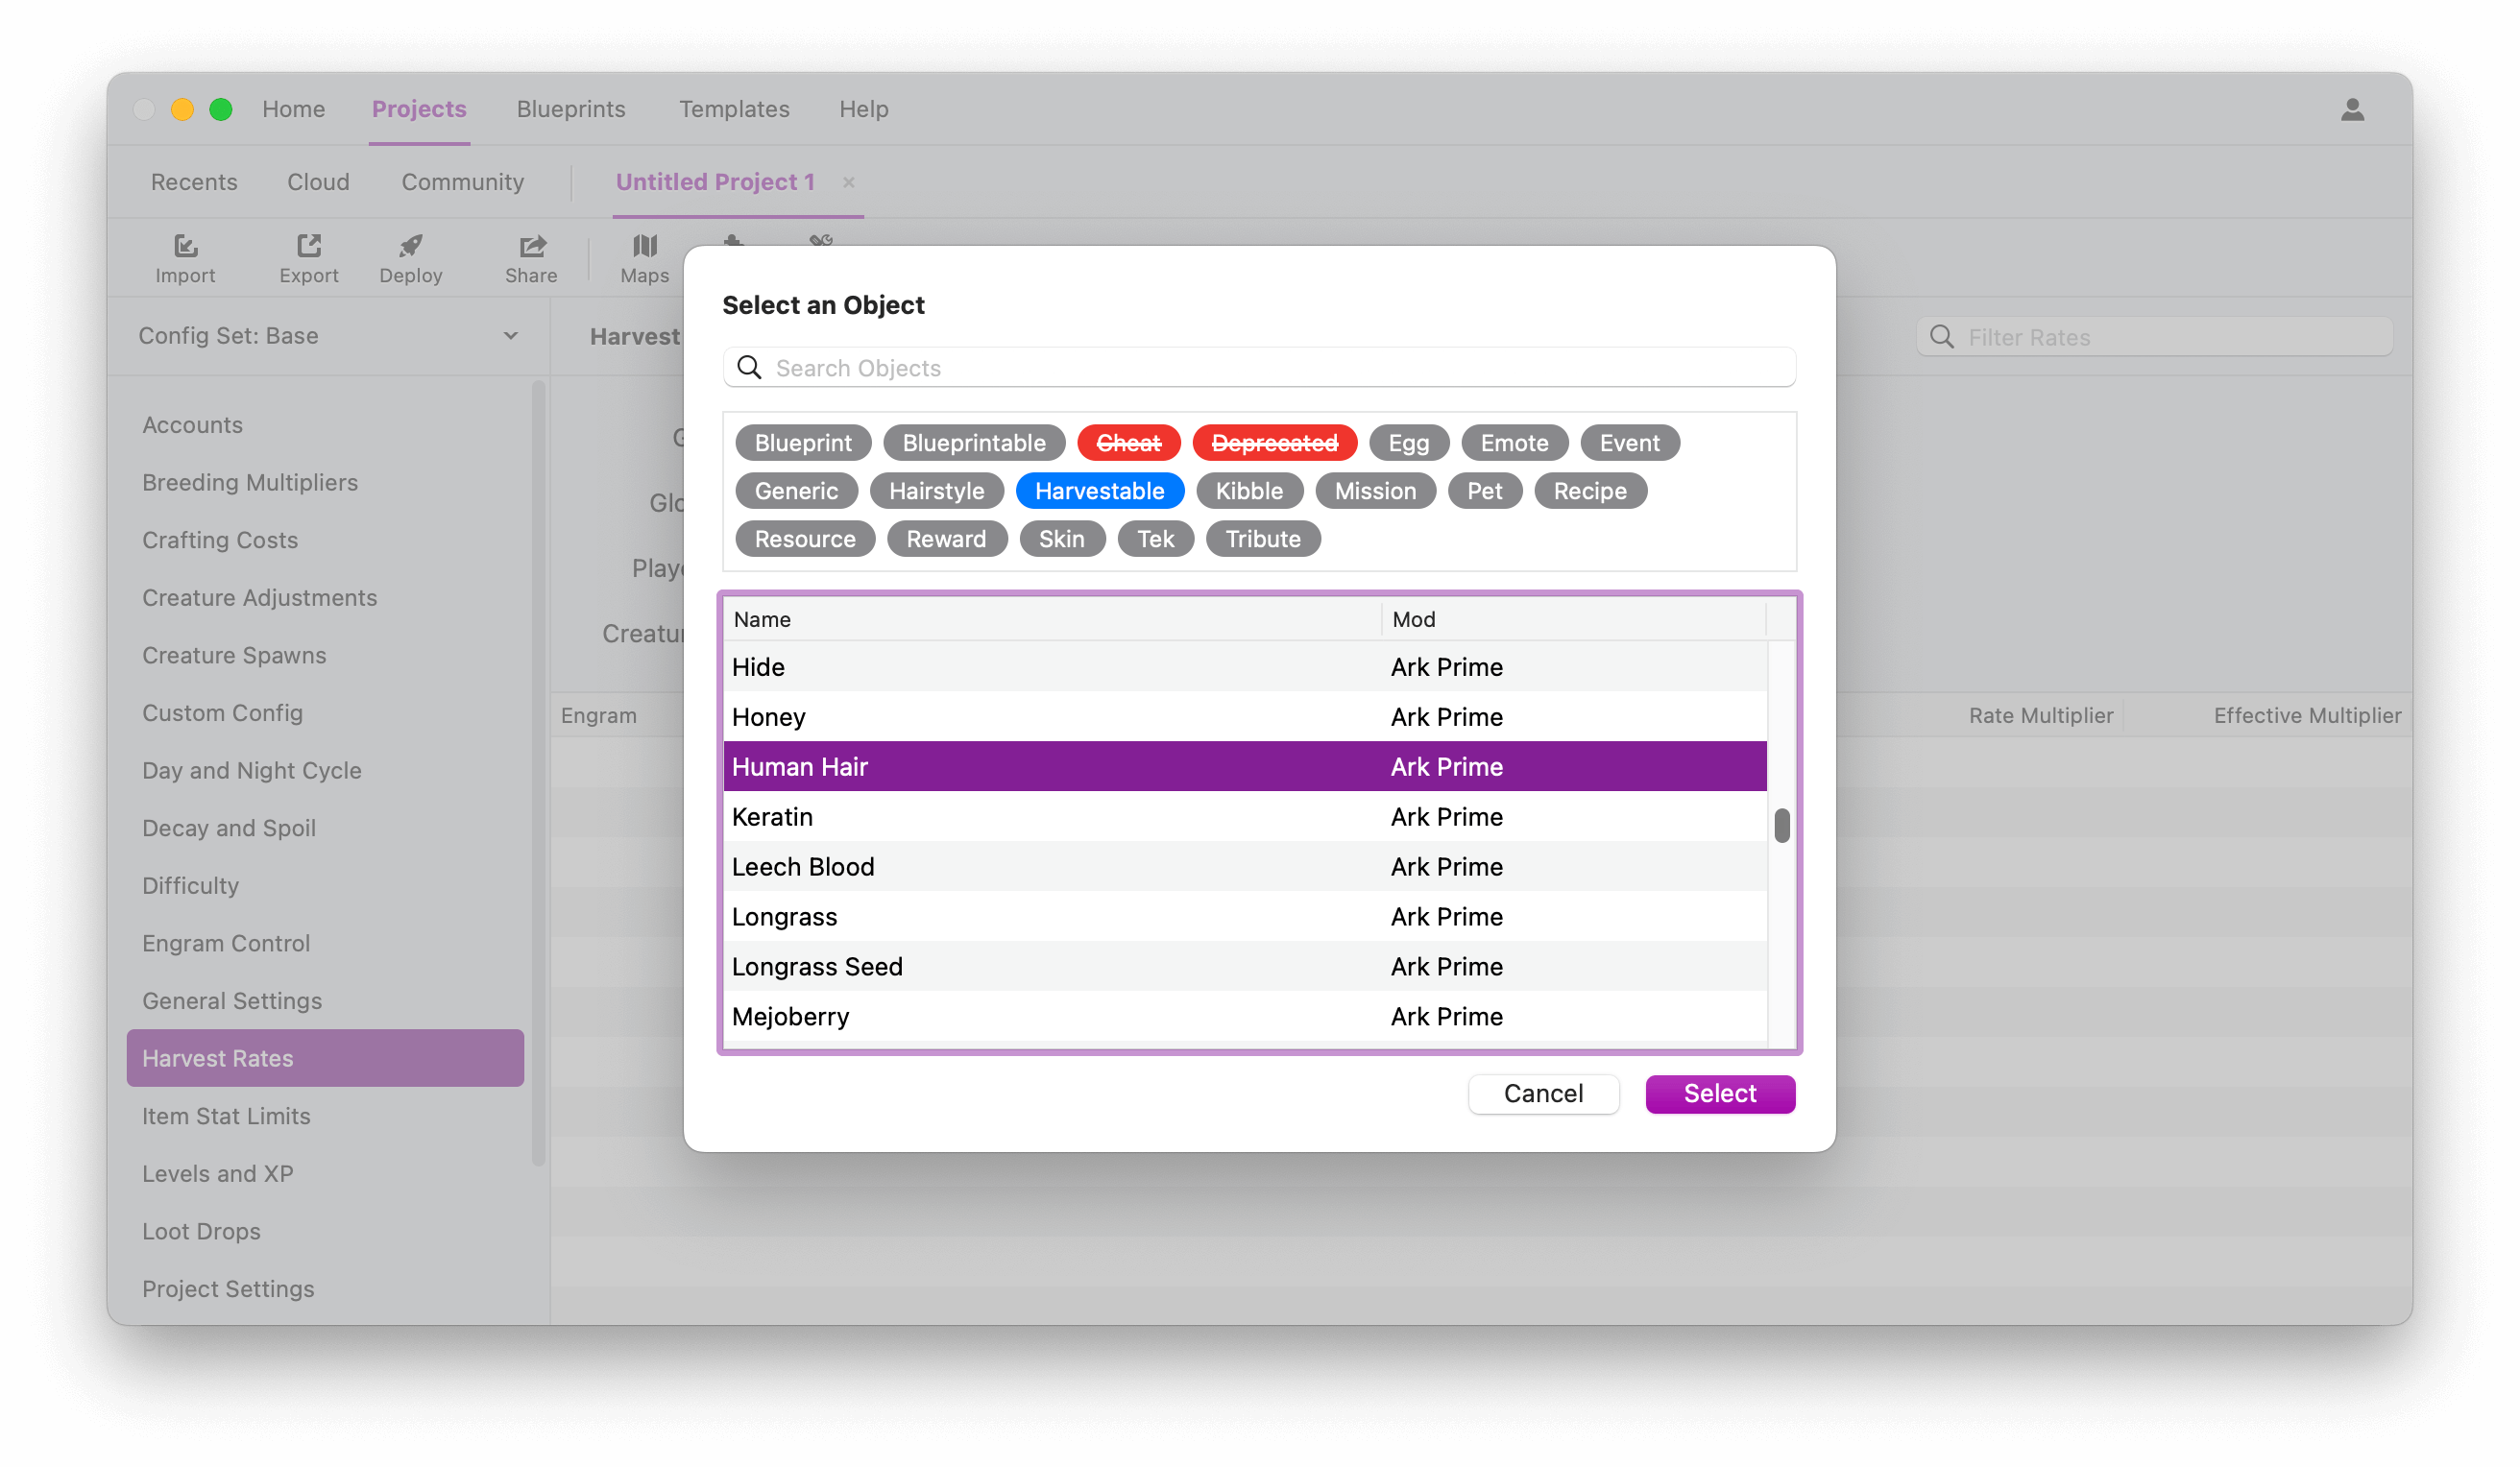 Home Projects Blueprints Templates Help
Recents Cloud Community Untitled Project 1
Import Export Deploy Share Maps
Config Set: Base
Harvest
Filter Rates
Accounts
Breeding Multipliers
Crafting Costs
Creature Adjustments
Creature Spawns
Custom Config
Day and Night Cycle
Decay and Spoil
Difficulty
Engram Control
General Settings
Harvest Rates
Item Stat Limits
Levels and XP
Loot Drops
Project Settings
Engram
Rate Multiplier Effective Multiplier
Select an Object
Search Objects
Blueprint Blueprintable Cheat Deprecated Egg Emote Event
Generic Hairstyle Harvestable Kibble Mission Pet Recipe
Resource Reward Skin Tek Tribute
Name Mod
Hide Ark Prime
Honey Ark Prime
Human Hair Ark Prime
Keratin Ark Prime
Leech Blood Ark Prime
Longrass Ark Prime
Longrass Seed Ark Prime
Mejoberry Ark Prime
Cancel Select